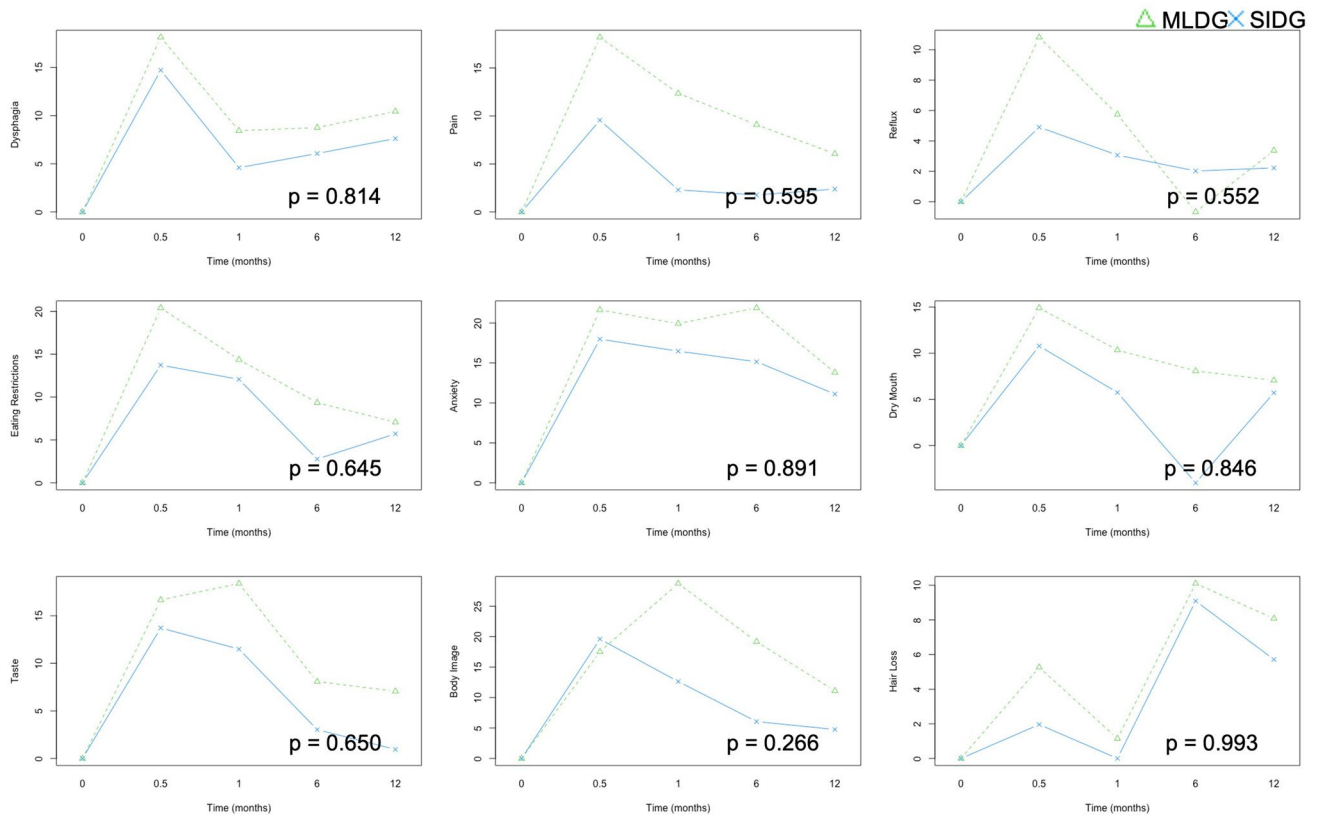 MLDG SIDG
Dysphagia
15
10
5
0
p = 0.814
0 0.5 1 6 12
Time (months)
Pain
15
10
5
0
p = 0.595
0 0.5 1 6 12
Time (months)
Reflux
10
8
6
4
2
0
p = 0.552
0 0.5 1 6 12
Time (months)
Eating Restrictions
20
15
10
5
0
p = 0.645
0 0.5 1 6 12
Time (months)
Anxiety
20
15
10
5
0
p = 0.891
0 0.5 1 6 12
Time (months)
Dry Mouth
15
10
5
0
p = 0.846
0 0.5 1 6 12
Time (months)
Taste
15
10
5
0
p = 0.650
0 0.5 1 6 12
Time (months)
Body Image
25
20
15
10
5
0
p = 0.266
0 0.5 1 6 12
Time (months)
Hair Loss
10
8
6
4
2
0
p = 0.993
0 0.5 1 6 12
Time (months)